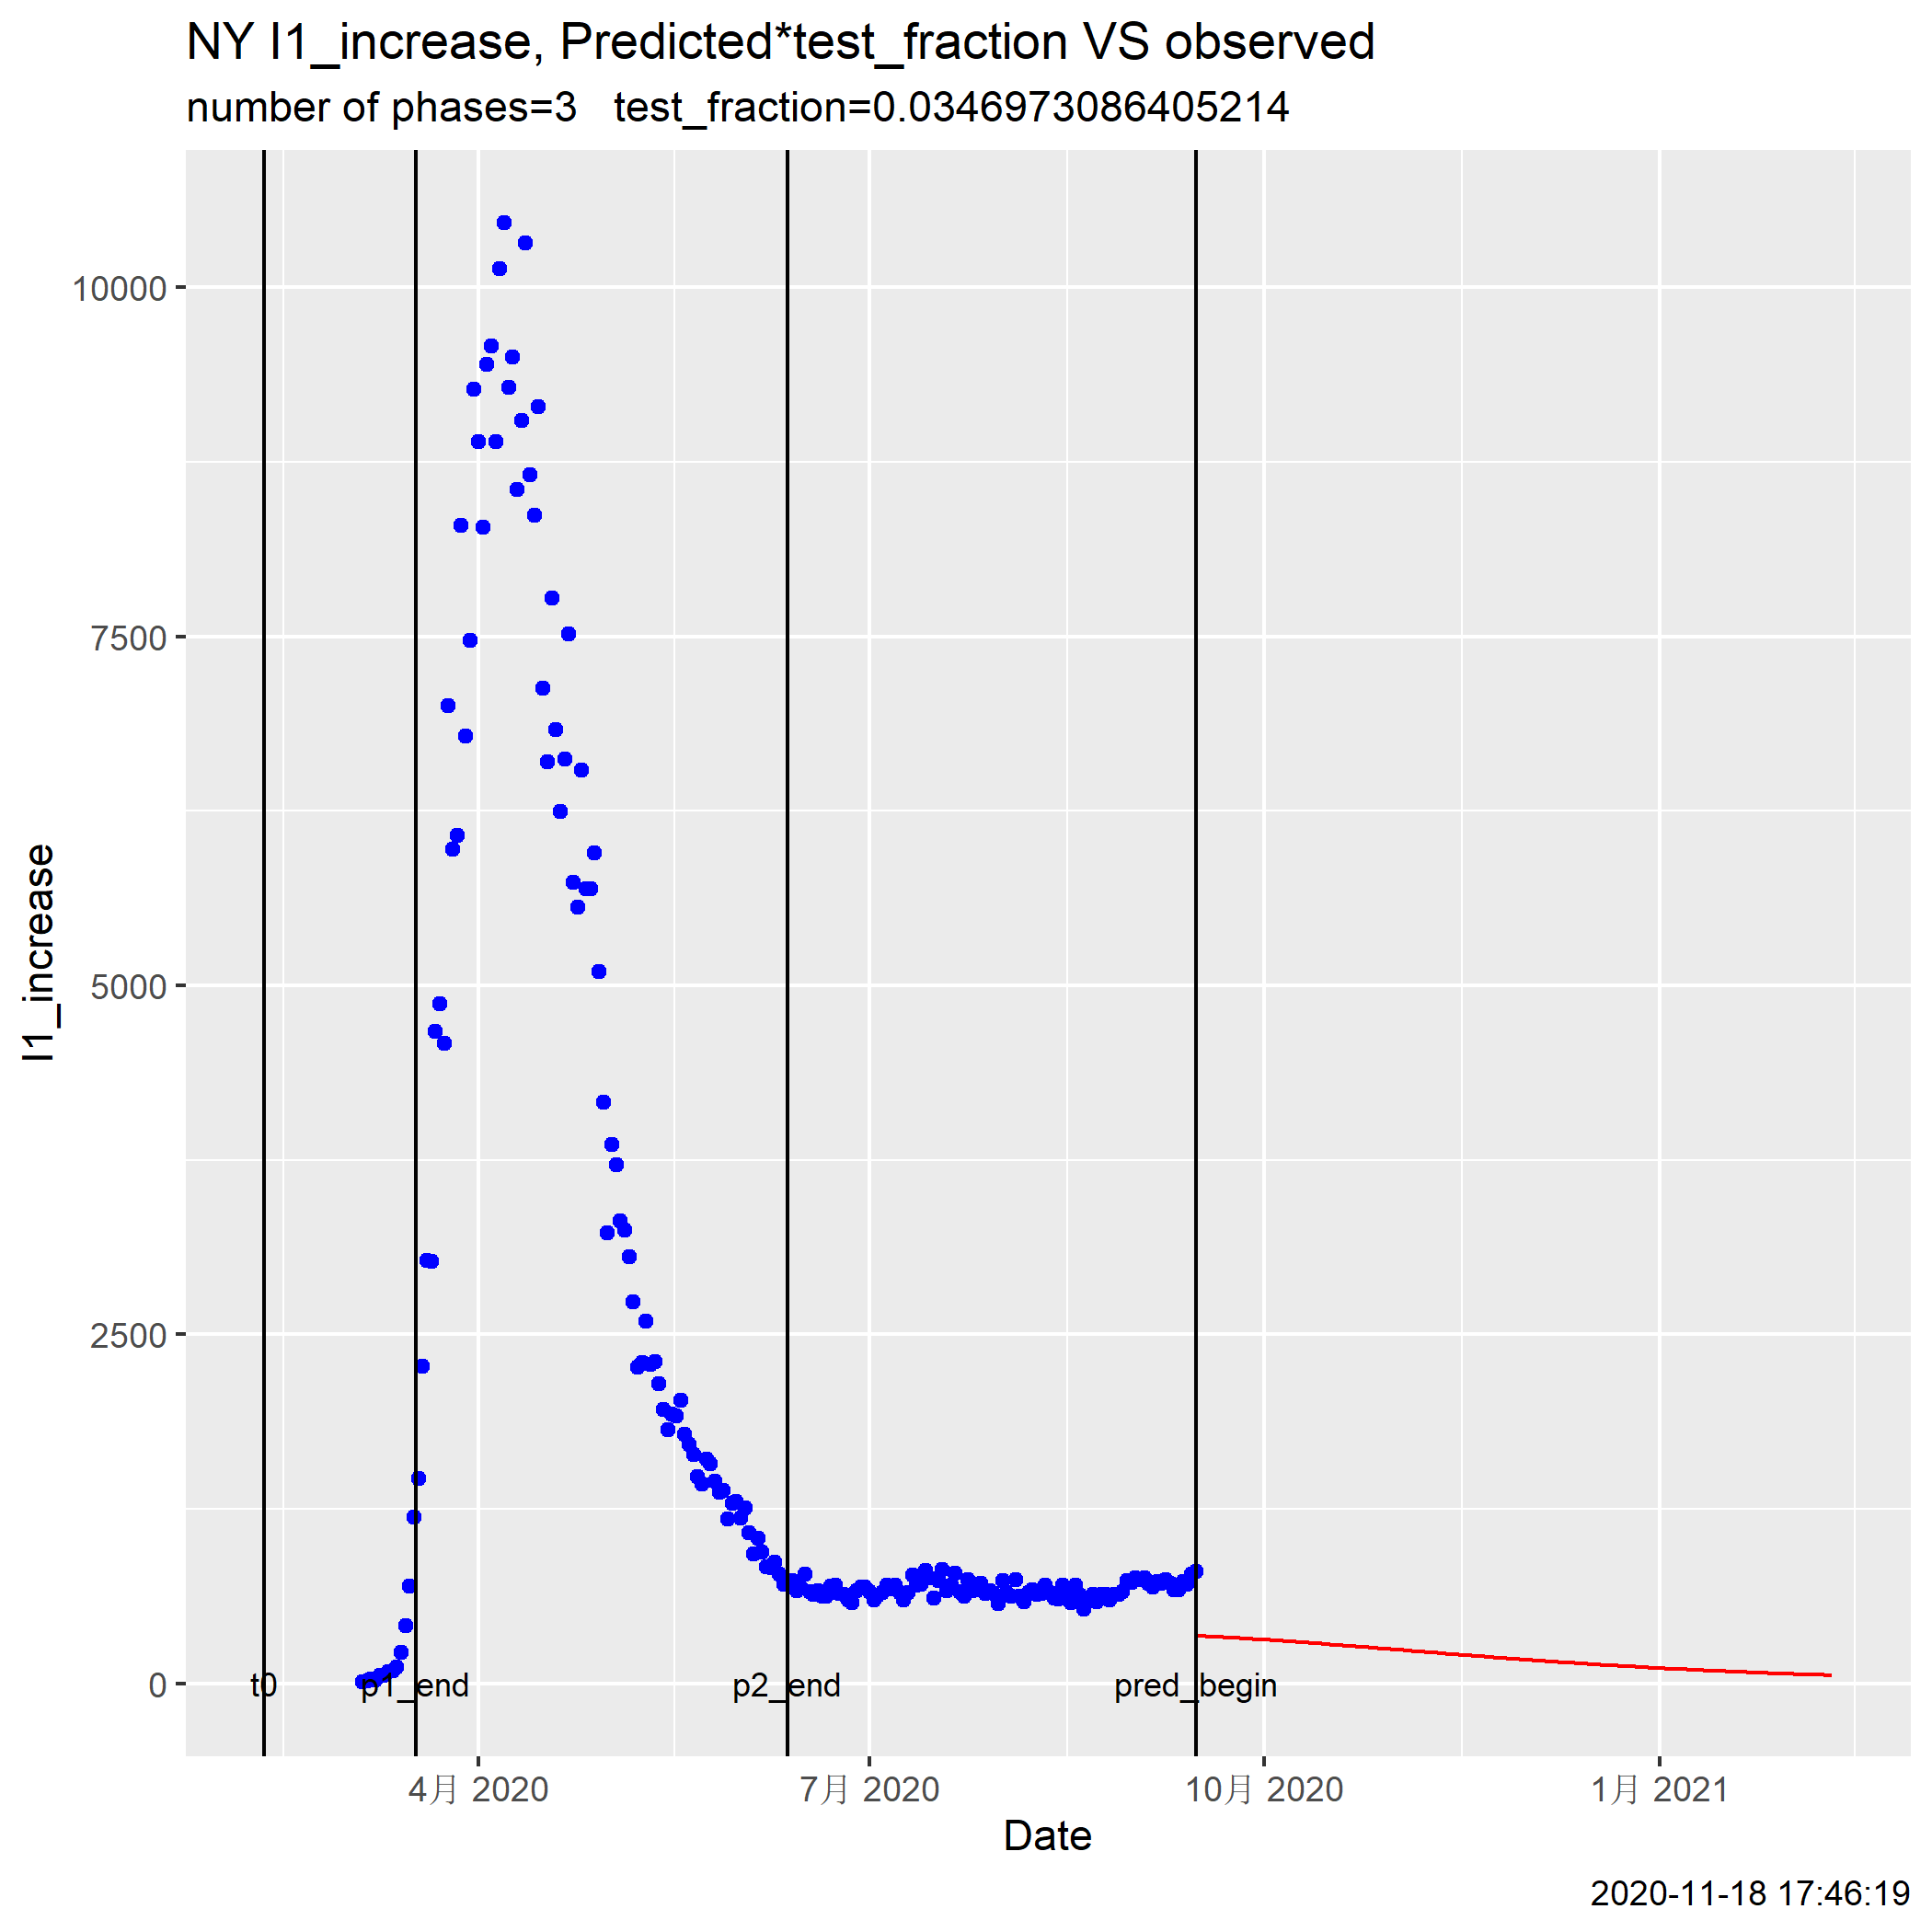 NY I1_increase, Predicted*test_fraction VS observed
number of phases=3   test_fraction=0.0346973086405214
10000
7500
5000
2500
0
I1_increase
t0
p1_end
p2_end
pred_begin
4月 2020
7月 2020
10月 2020
1月 2021
Date
2020-11-18 17:46:19